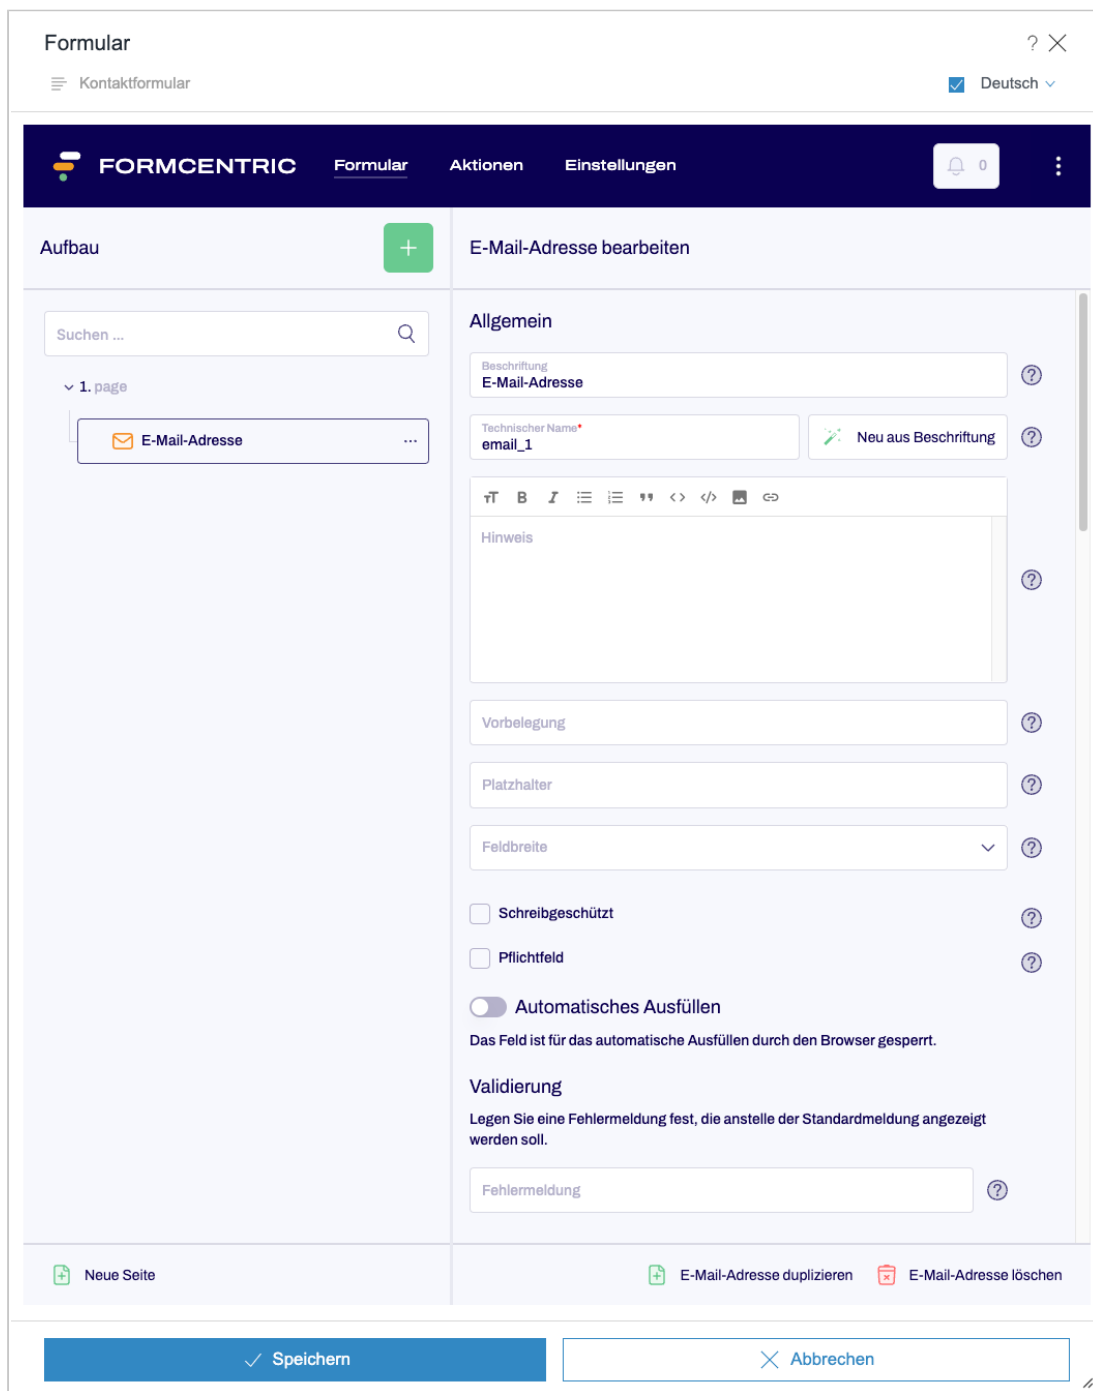 Formular
?
Kontaktformular
Deutsch
FORMCENTRIC
Formular
Aktionen
Einstellungen
0
Aufbau
+
E-Mail-Adresse bearbeiten
Suchen ...
1. page
E-Mail-Adresse
...
Allgemein
Beschriftung
E-Mail-Adresse
?
Technischer Name*
email_1
Neu aus Beschriftung
?
Hinweis
?
Vorbelegung
?
Platzhalter
?
Feldbreite
?
Schreibgeschützt
?
Pflichtfeld
?
Automatisches Ausfüllen
Das Feld ist für das automatische Ausfüllen durch den Browser gesperrt.
Validierung
Legen Sie eine Fehlermeldung fest, die anstelle der Standardmeldung angezeigt
werden soll.
Fehlermeldung
?
Neue Seite
E-Mail-Adresse duplizieren
E-Mail-Adresse löschen
Speichern
Abbrechen